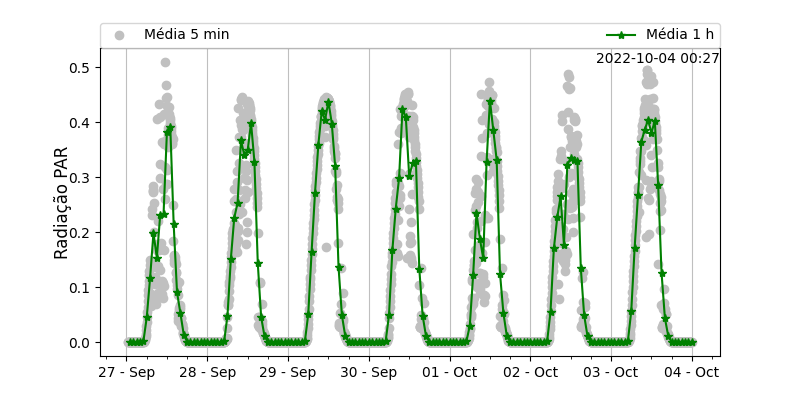 Média 5 min
Média 1 h
2022-10-04 00:27
Radiação PAR
0.5
0.4
0.3
0.2
0.1
0.0
27 - Sep
28 - Sep
29 - Sep
30 - Sep
01 - Oct
02 - Oct
03 - Oct
04 - Oct